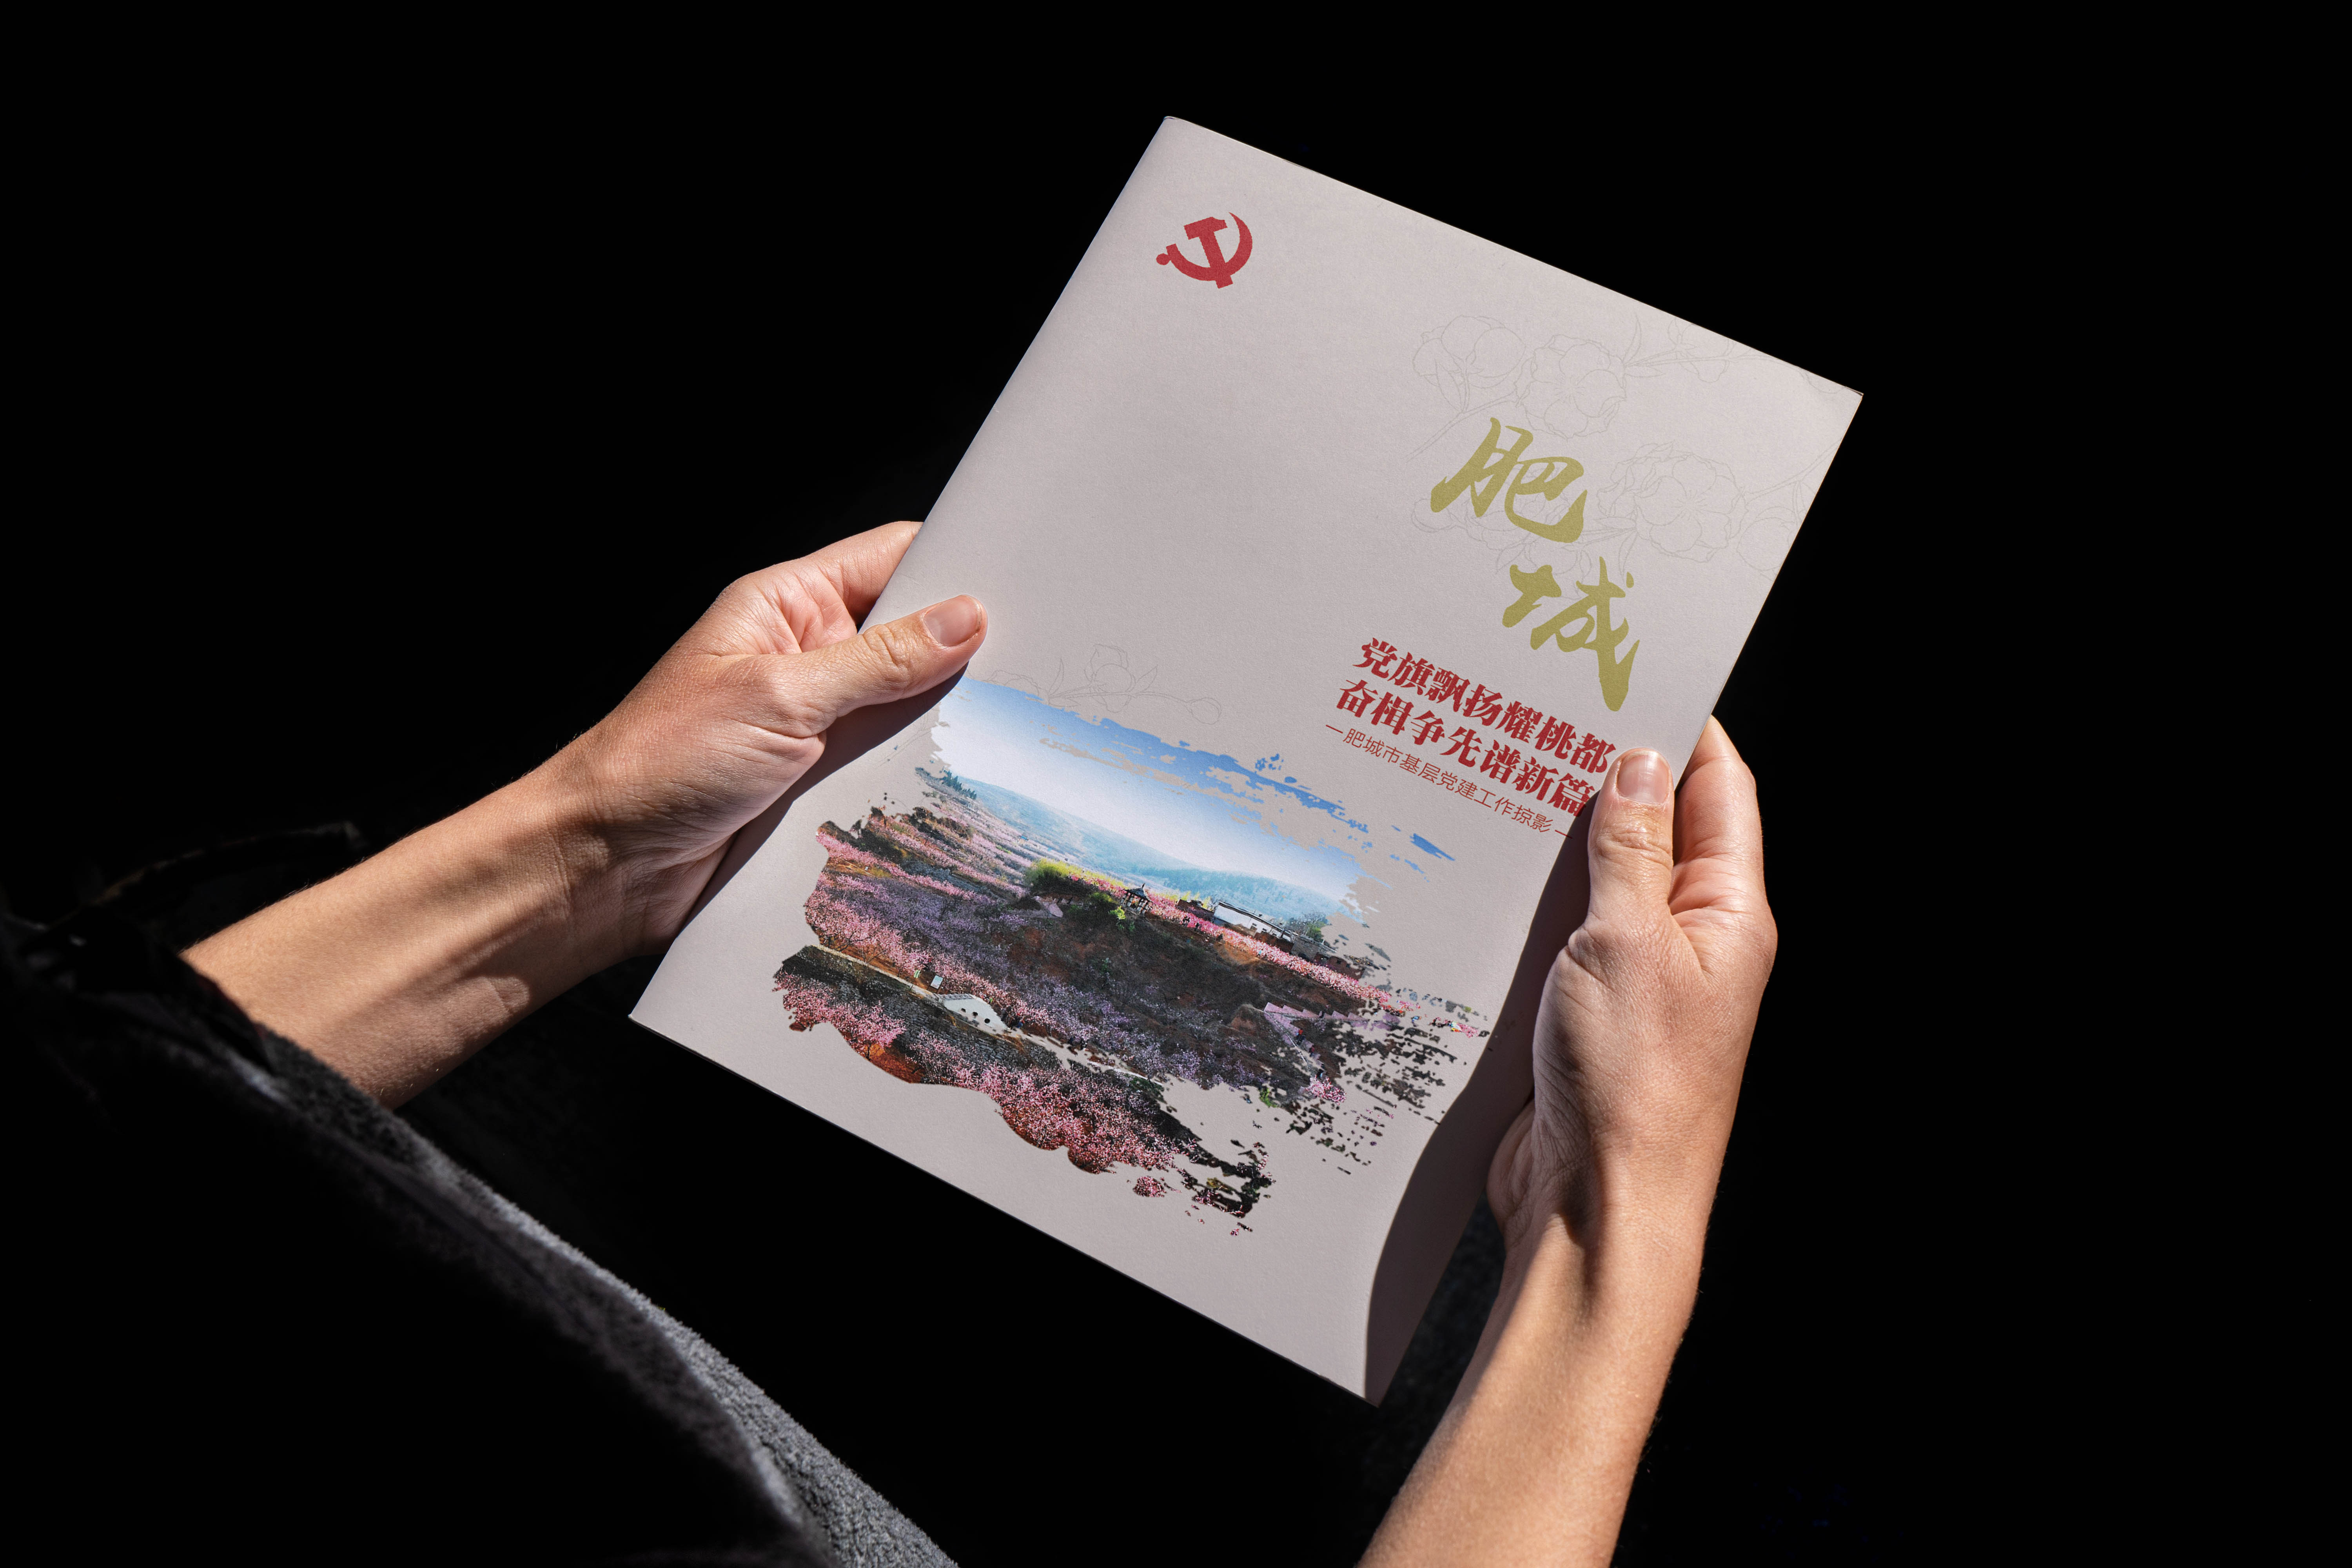 肥城
党旗飘扬耀桃都
奋楫争先谱新篇
—肥城市基层党建工作掠影—